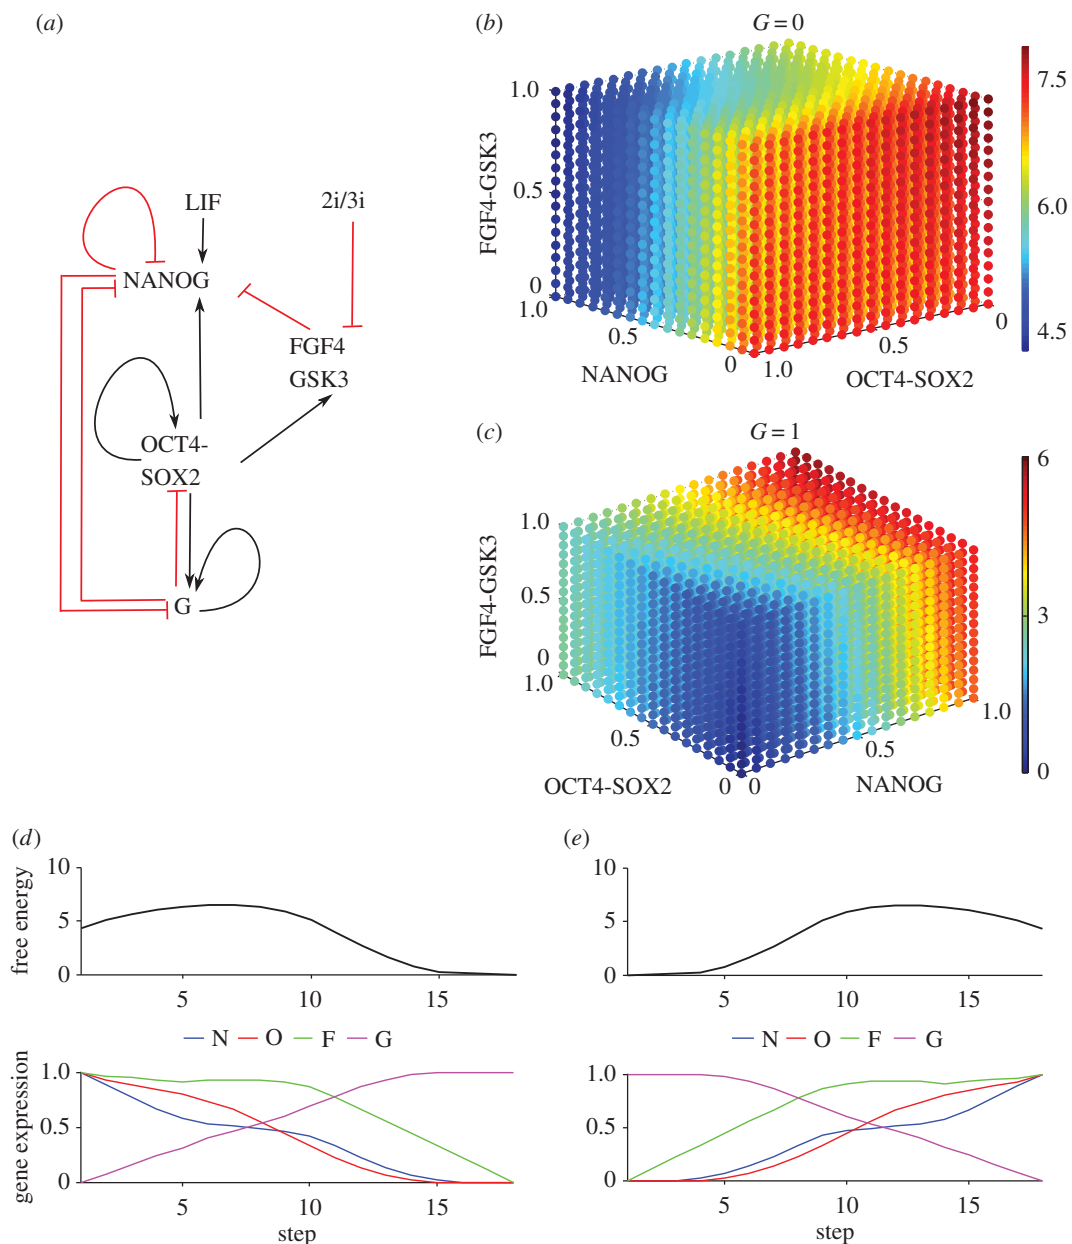 (a)
LIF
2i/3i
NANOG
FGF4
GSK3
OCT4-
SOX2
G
(b)
G = 0
FGF4-GSK3
1.0
0.5
0
1.0
0.5
0
NANOG
1.0
0.5
0
OCT4-SOX2
7.5
6.0
4.5
(c)
G = 1
FGF4-GSK3
1.0
0.5
0
1.0
0.5
0
OCT4-SOX2
0
0.5
1.0
NANOG
6
3
0
(d)
free energy
10
5
0
5
10
15
N
O
F
G
gene expression
1.0
0.5
0
5
10
15
step
(e)
10
5
0
5
10
15
N
O
F
G
1.0
0.5
0
5
10
15
step